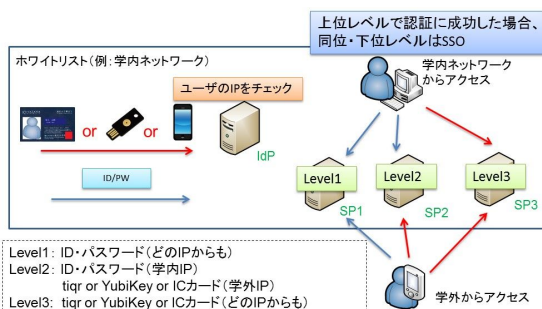 上位レベルで認証に成功した場合、
同位・下位レベルはSSO
ホワイトリスト(例:学内ネットワーク)
ユーザのIPをチェック
学内ネットワーク
からアクセス
or
or
IdP
ID/PW
Level1
Level2
Level3
SP1
SP2
SP3
Level1: ID・パスワード(どのIPからも)
Level2: ID・パスワード(学内IP)
tiqr or YubiKey or ICカード(学外IP)
Level3: tiqr or YubiKey or ICカード(どのIPからも)
学外からアクセス